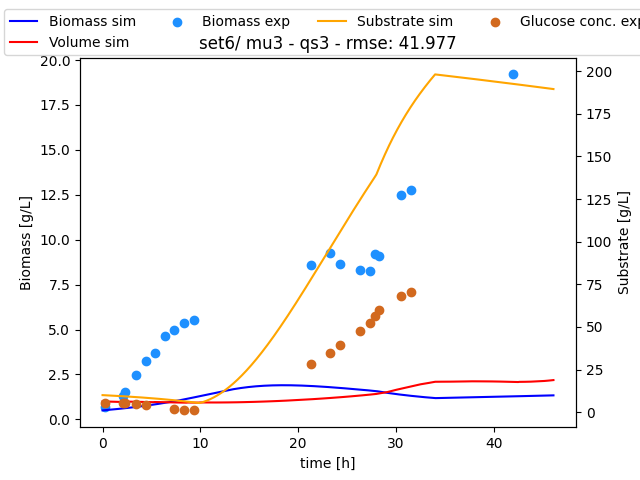 Biomass sim
Biomass exp
Substrate sim
Glucose conc. exp
Volume sim
set6/ mu3 - qs3 - rmse: 41.977
20.0
17.5
15.0
12.5
10.0
7.5
5.0
2.5
0.0
Biomass [g/L]
200
175
150
125
100
75
50
25
0
Substrate [g/L]
0
10
20
30
40
time [h]